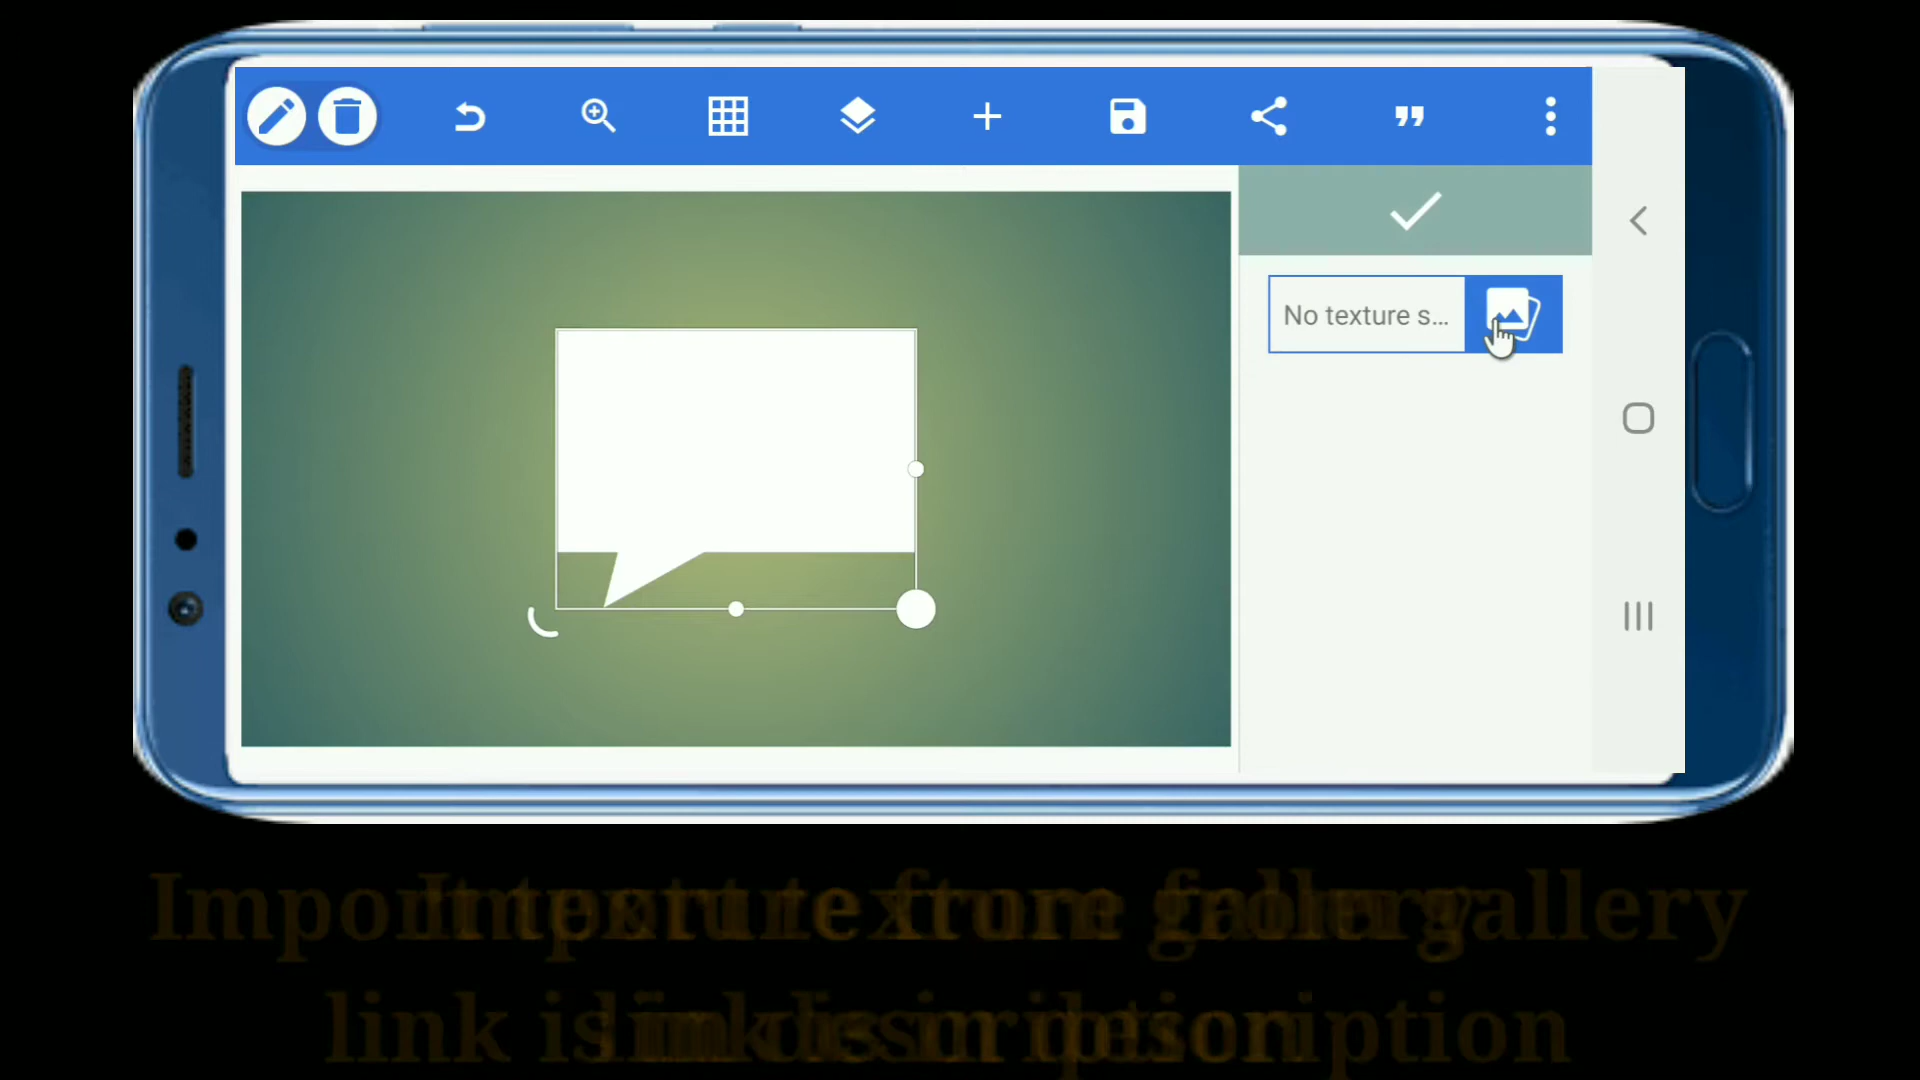 No texture s...
Import texture from gallery
link is in description